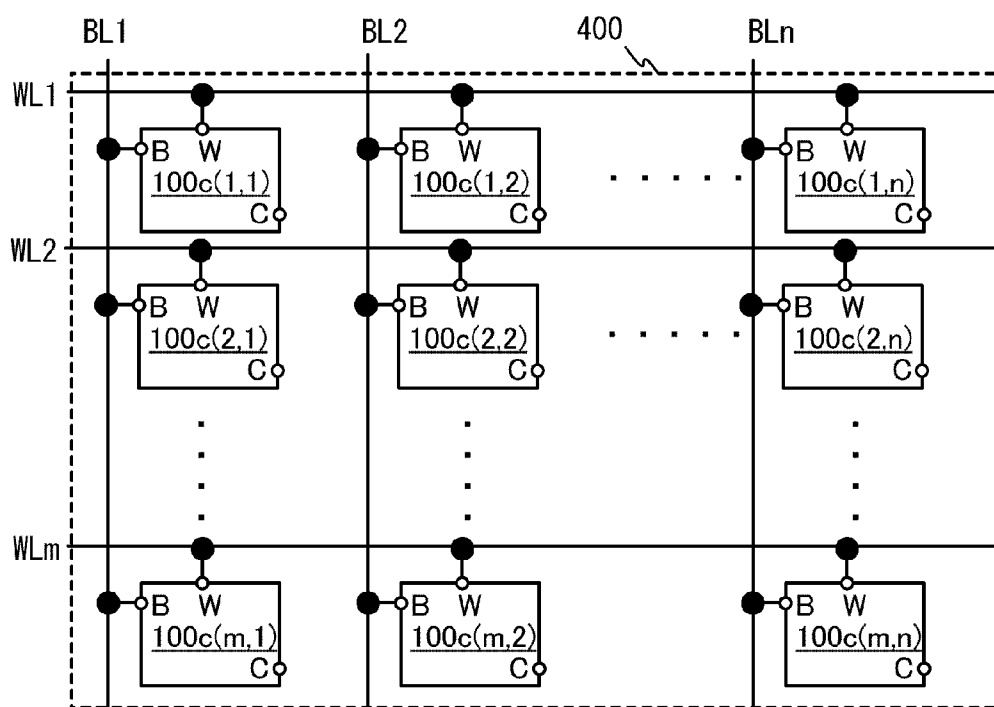 BL1 BL2 400 BLn
WL1
B W B W B W
100c(1,1) 100c(1,2) 100c(1,n)
C C C
WL2
B W B W B W
100c(2,1) 100c(2,2) 100c(2,n)
C C C
WLm
B W B W B W
100c(m,1) 100c(m,2) 100c(m,n)
C C C